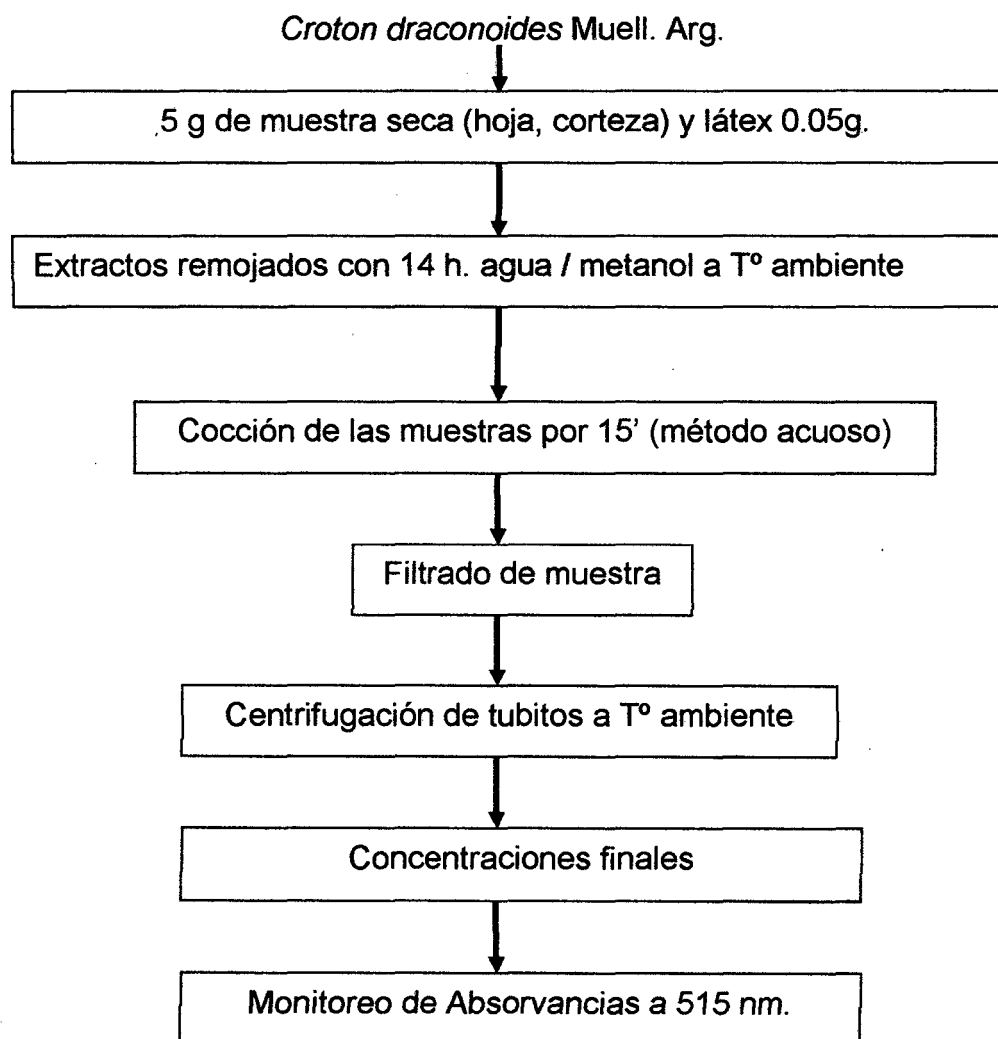 Croton draconoides Muell. Arg.
5 g de muestra seca (hoja, corteza) y látex 0.05g.
Extractos remojados con 14 h. agua / metanol a Tº ambiente
Cocción de las muestras por 15’ (método acuoso)
Filtrado de muestra
Centrifugación de tubitos a Tº ambiente
Concentraciones finales
Monitoreo de Absorvancias a 515 nm.